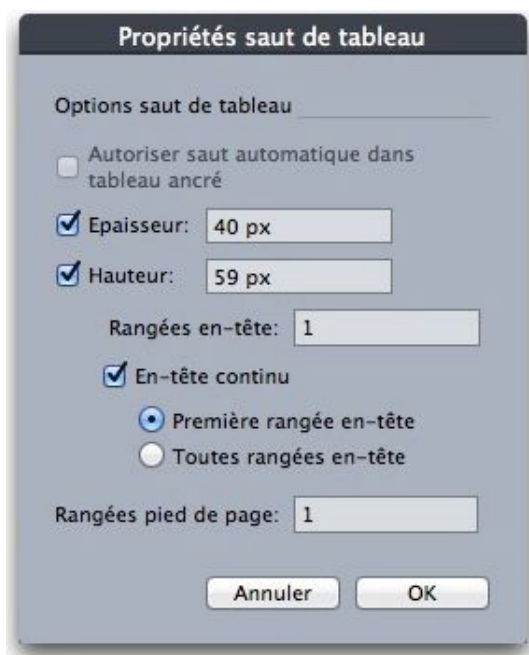 Propriétés saut de tableau
Options saut de tableau
Autoriser saut automatique dans
tableau ancré
Epaisseur: 40 px
Hauteur: 59 px
Rangées en-tête: 1
En-tête continu
Première rangée en-tête
Toutes rangées en-tête
Rangées pied de page: 1
Annuler OK